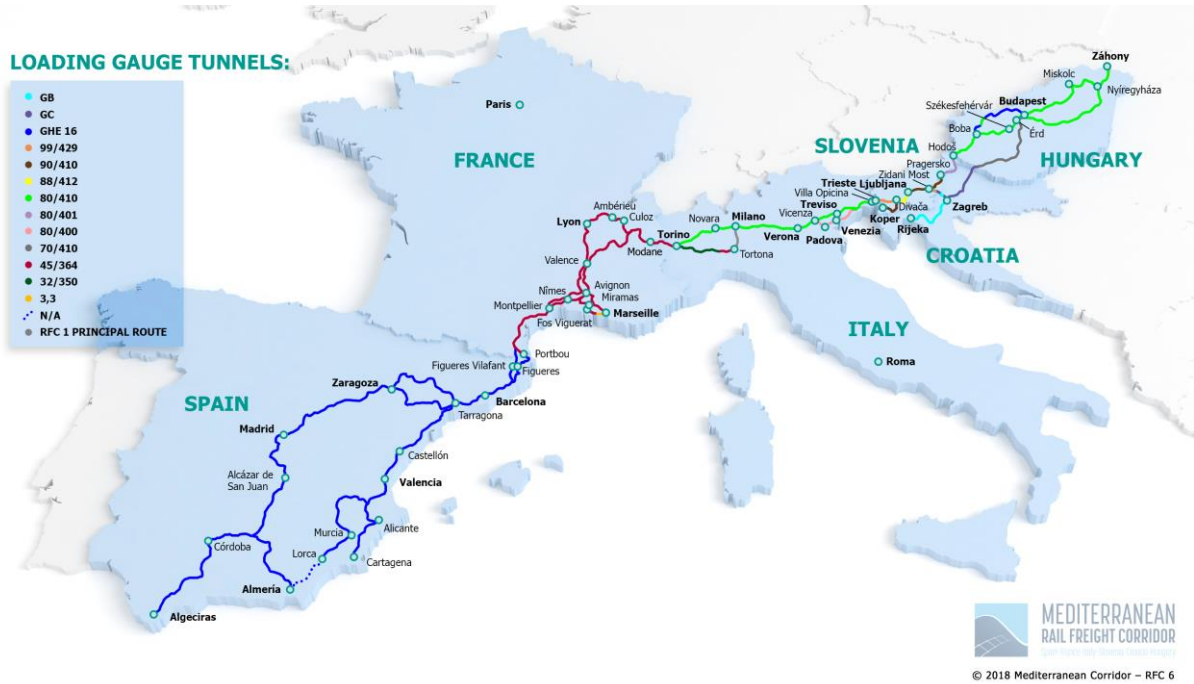 LOADING GAUGE TUNNELS:
GB
GC
GHE 16
99/429
90/410
88/412
80/410
80/401
80/400
70/410
45/364
32/350
3,3
N/A
RFC 1 PRINCIPAL ROUTE
Paris
FRANCE
Záhony
Miskolc
Nyíregyháza
Székesfehérvár
Budapest
Boba
Érd
SLOVENIA
Hodoš
HUNGARY
Pragersko
Zidani Most
Trieste
Ljubljana
Villa Opicina
Treviso
Divača
Zagreb
Koper
Rijeka
Vicenza
Venezia
Padova
Verona
CROATIA
Ambérieu
Lyon
Culoz
Novara
Milano
Torino
Modane
Tortona
Valence
Avignon
Nîmes
Miramas
Montpellier
Marseille
Fos Viguerat
ITALY
Roma
Portbou
Figueres Vilafant
Figueres
Zaragoza
Barcelona
SPAIN
Tarragona
Madrid
Castellón
Alcázar de
San Juan
Valencia
Murcia
Alicante
Córdoba
Lorca
Cartagena
Almería
Algeciras
MEDITERRANEAN
RAIL FREIGHT CORRIDOR
© 2018 Mediterranean Corridor – RFC 6